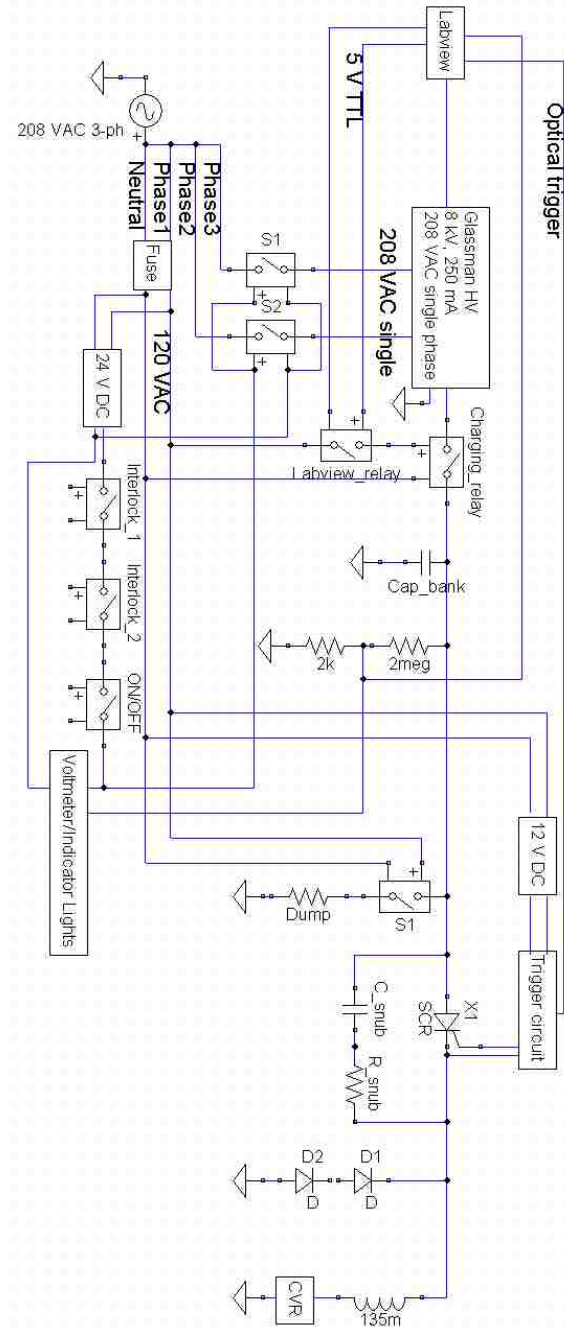 Labview
5 V TTL
Optical trigger
208 VAC 3-ph
+
Neutral
Phase1
Phase2
Phase3
Fuse
S1
+
S2
+
208 VAC single
Glassman HV
8 kV, 250 mA
208 VAC single phase
120 VAC
24 V DC
+
Labview_relay
+
Charging_relay
Interlock_1
+
Cap_bank
Interlock_2
+
2k
2meg
ON/OFF
+
Voltmeter/Indicator Lights
12 V DC
+
S1
Dump
Trigger circuit
X1
SCR
C_snub
R_snub
D2
D
D1
D
135m
CVR